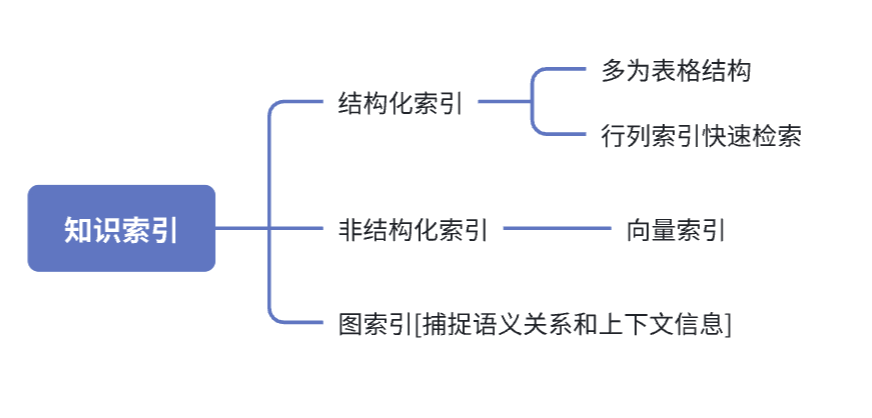 知识索引
结构化索引
多为表格结构
行列索引快速检索
非结构化索引
向量索引
图索引[捕捉语义关系和上下文信息]